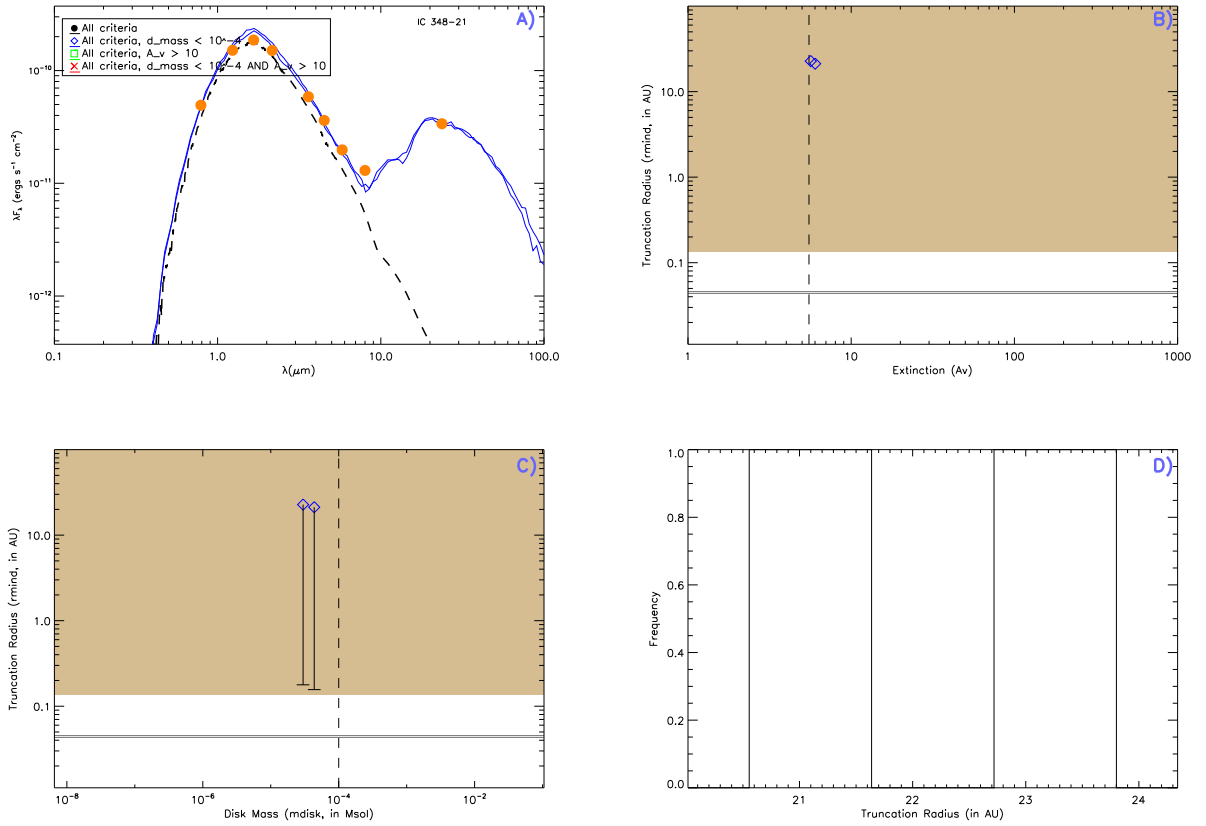 A)
IC 348-21
All criteria
All criteria, d_mass < 10^-4
All criteria, A_v > 10
All criteria, d_mass < 10^-4 AND A_v > 10
10⁻¹⁰
10⁻¹¹
10⁻¹²
λFλ (ergs s⁻¹ cm⁻²)
0.1 1.0 10.0 100.0
λ(μm)
B)
10.0
1.0
0.1
Truncation Radius (rmind, in AU)
1 10 100 1000
Extinction (Av)
C)
10.0
1.0
0.1
Truncation Radius (rmind, in AU)
10⁻⁸ 10⁻⁶ 10⁻⁴ 10⁻²
Disk Mass (mdisk, in Msol)
D)
1.0
0.8
0.6
0.4
0.2
0.0
Frequency
21 22 23 24
Truncation Radius (in AU)